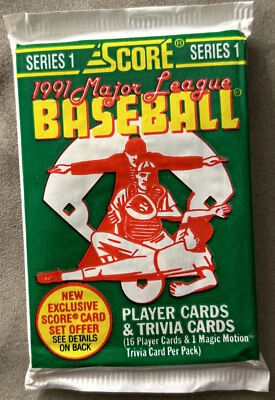 SERIES 1 SCORE® SERIES 1
1991 Major League
BASEBALL®
NEW
EXCLUSIVE
SCORE® CARD
SET OFFER
SEE DETAILS
ON BACK
PLAYER CARDS
& TRIVIA CARDS
(16 Player Cards & 1 Magic Motion™
Trivia Card Per Pack)